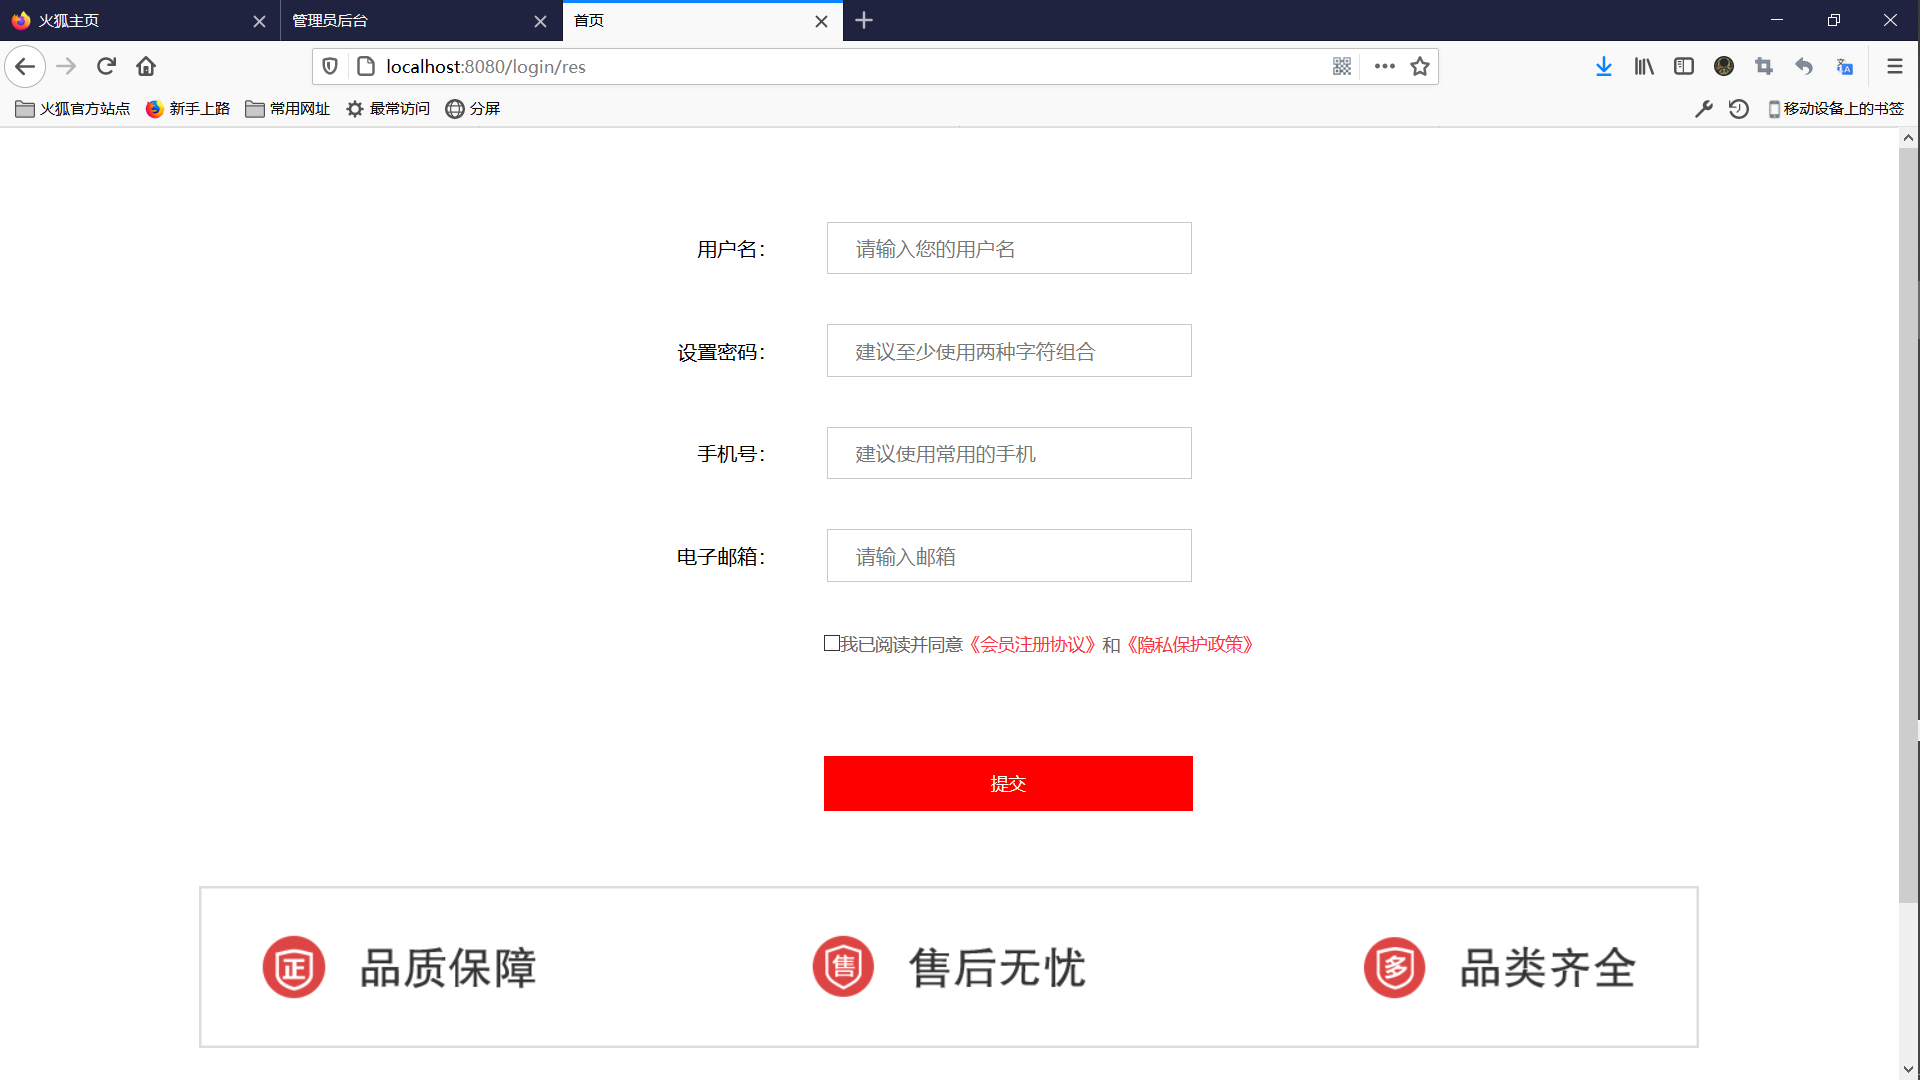 火狐主页
管理员后台
首页
localhost:8080/login/res
火狐官方站点
新手上路
常用网址
最常访问
分屏
移动设备上的书签
用户名：
请输入您的用户名
设置密码：
建议至少使用两种字符组合
手机号：
建议使用常用的手机
电子邮箱：
请输入邮箱
我已阅读并同意《会员注册协议》和《隐私保护政策》
提交
正 品质保障
售 售后无忧
多 品类齐全